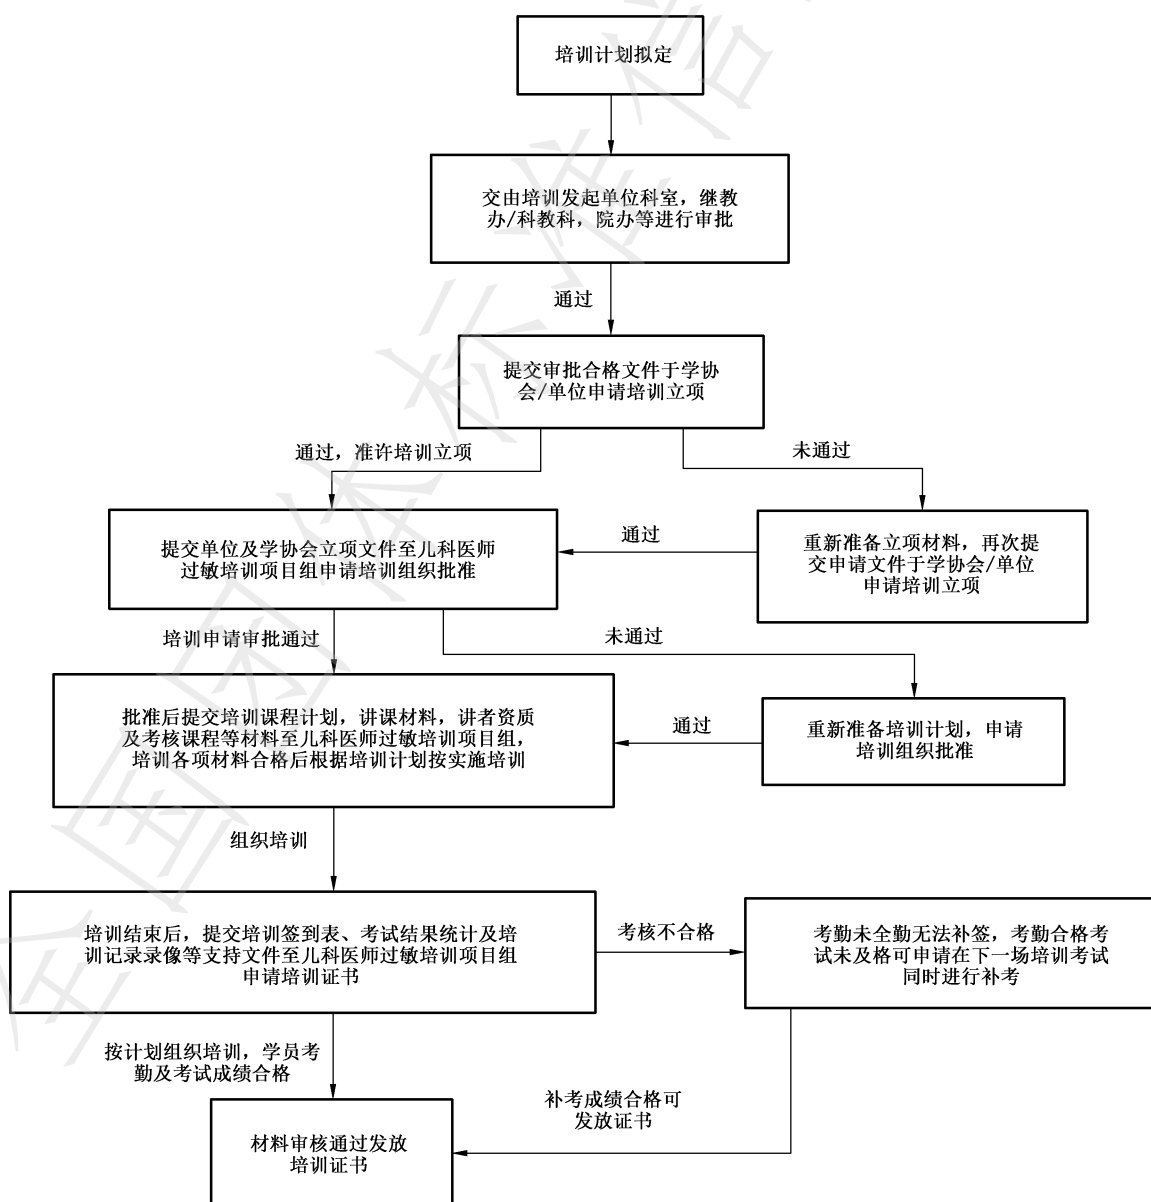 培训计划拟定
交由培训发起单位科室，继教
办/科教科，院办等进行审批
通过
提交审批合格文件于学协
会/单位申请培训立项
通过，准许培训立项
未通过
提交单位及学协会立项文件至儿科医师
过敏培训项目组申请培训组织批准
通过
重新准备立项材料，再次提
交申请文件于学协会/单位
申请培训立项
培训申请审批通过
未通过
批准后提交培训课程计划，讲课材料，讲者资质
及考核课程等材料至儿科医师过敏培训项目组，
培训各项材料合格后根据培训计划按实施培训
通过
重新准备培训计划，申请
培训组织批准
组织培训
培训结束后，提交培训签到表、考试结果统计及培
训记录录像等支持文件至儿科医师过敏培训项目组
申请培训证书
考核不合格
考勤未全勤无法补签，考勤合格考
试未及格可申请在下一场培训考试
同时进行补考
按计划组织培训，学员考
勤及考试成绩合格
补考成绩合格可
发放证书
材料审核通过发放
培训证书
全国团体标准信